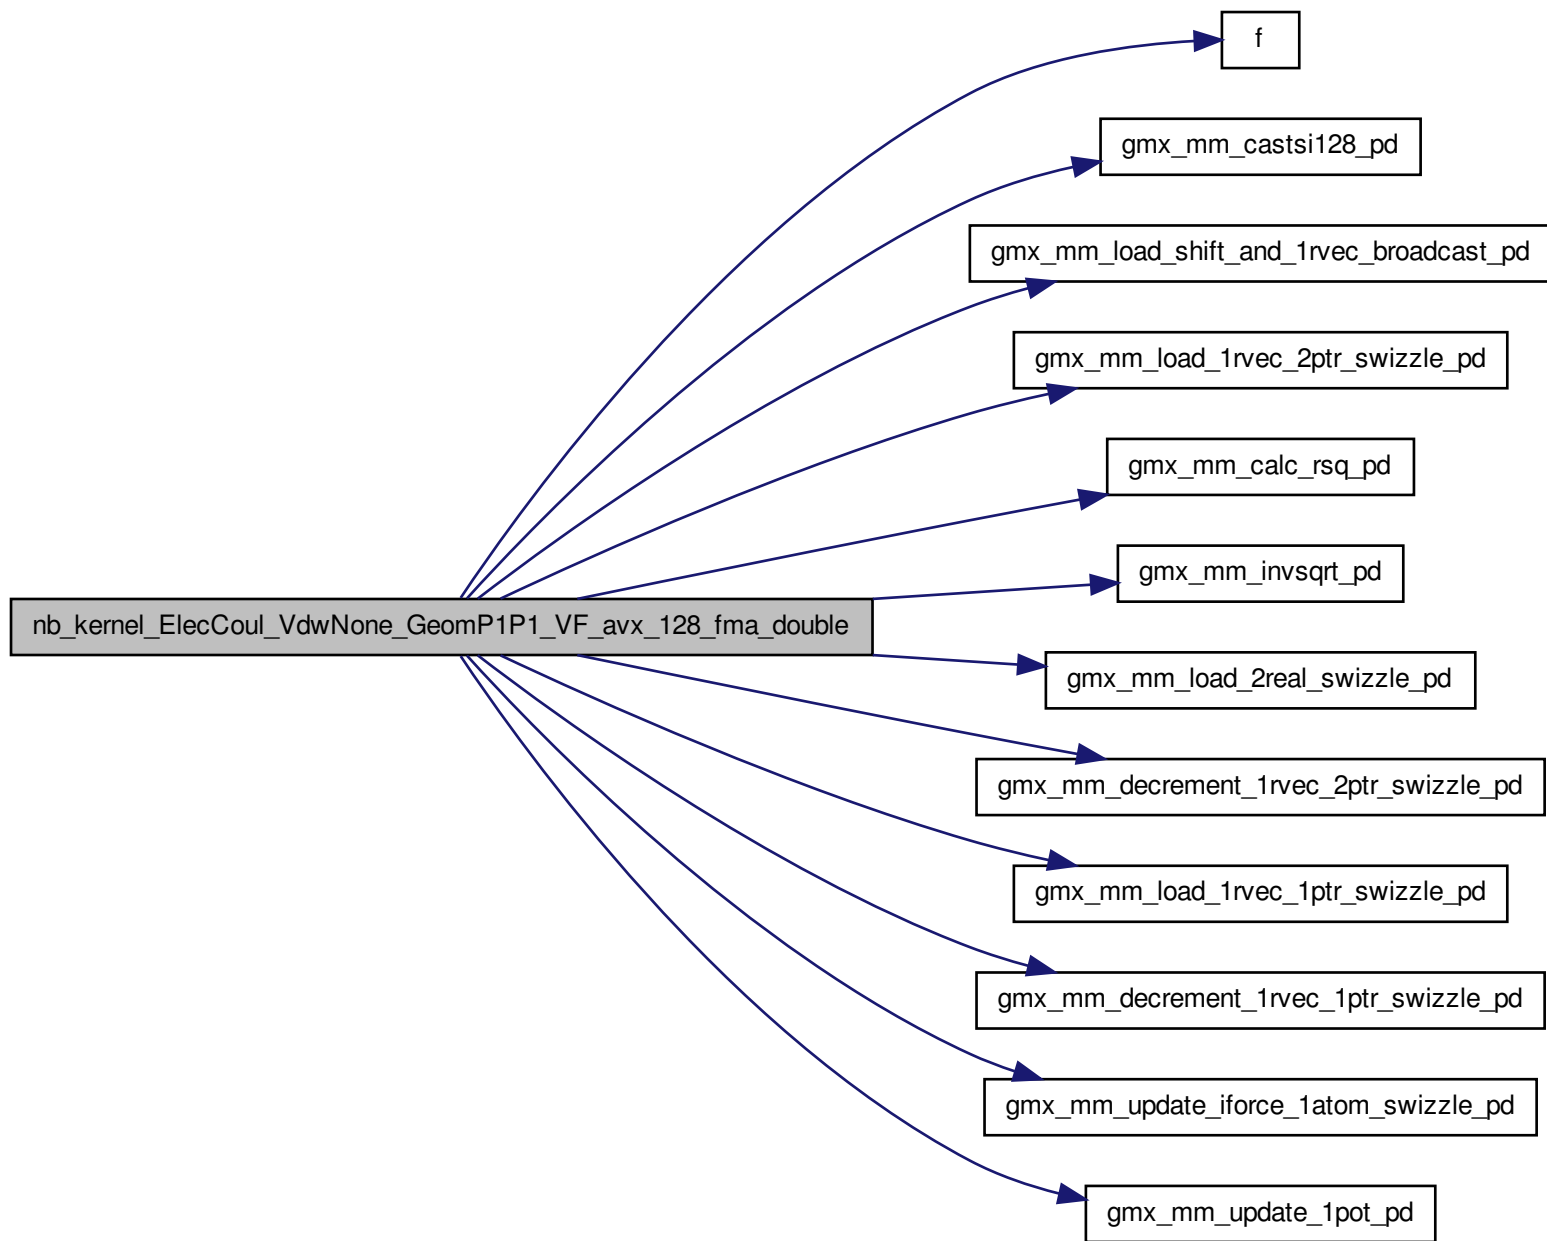 f
gmx_mm_castsi128_pd
gmx_mm_load_shift_and_1rvec_broadcast_pd
gmx_mm_load_1rvec_2ptr_swizzle_pd
gmx_mm_calc_rsq_pd
gmx_mm_invsqrt_pd
nb_kernel_ElecCoul_VdwNone_GeomP1P1_VF_avx_128_fma_double
gmx_mm_load_2real_swizzle_pd
gmx_mm_decrement_1rvec_2ptr_swizzle_pd
gmx_mm_load_1rvec_1ptr_swizzle_pd
gmx_mm_decrement_1rvec_1ptr_swizzle_pd
gmx_mm_update_iforce_1atom_swizzle_pd
gmx_mm_update_1pot_pd